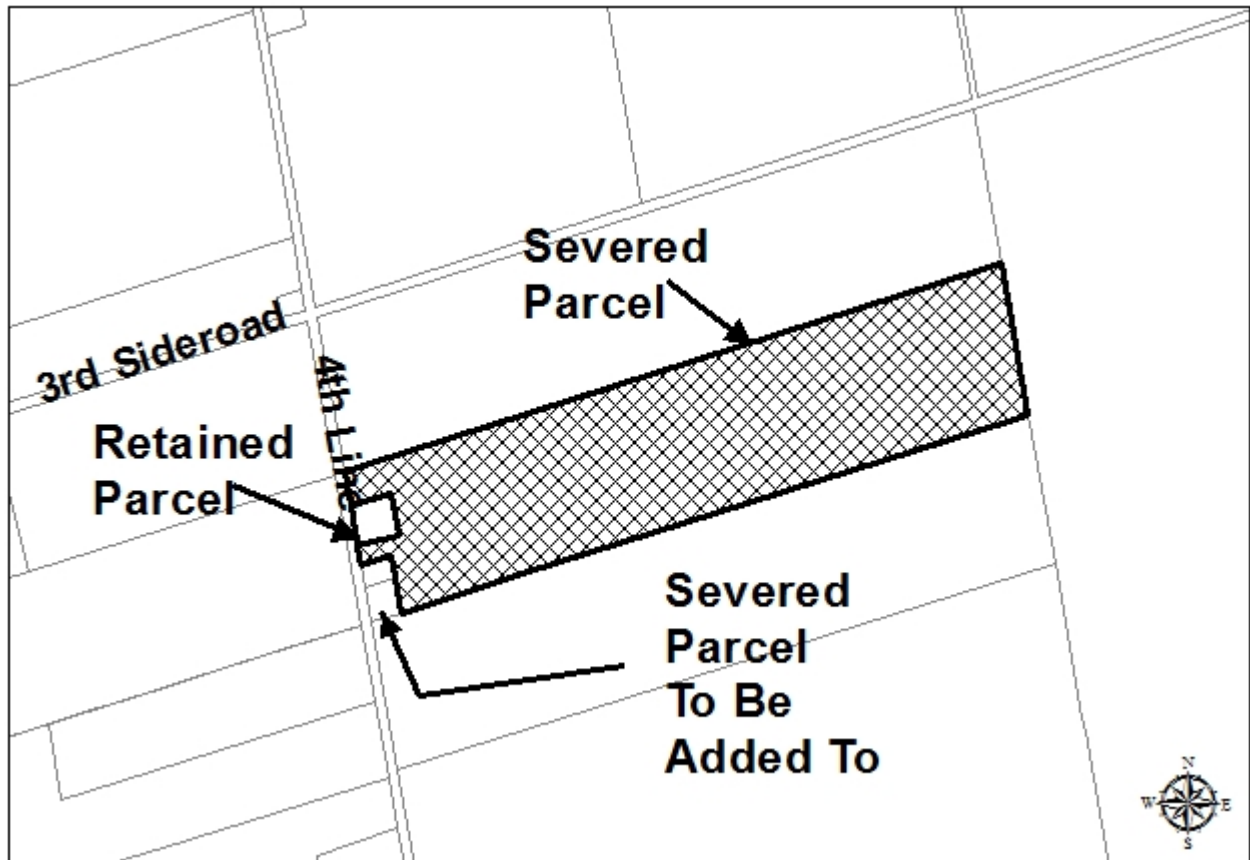 Severed
Parcel
3rd Sideroad
4th Line
Retained
Parcel
Severed
Parcel
To Be
Added To
N
W
E
S